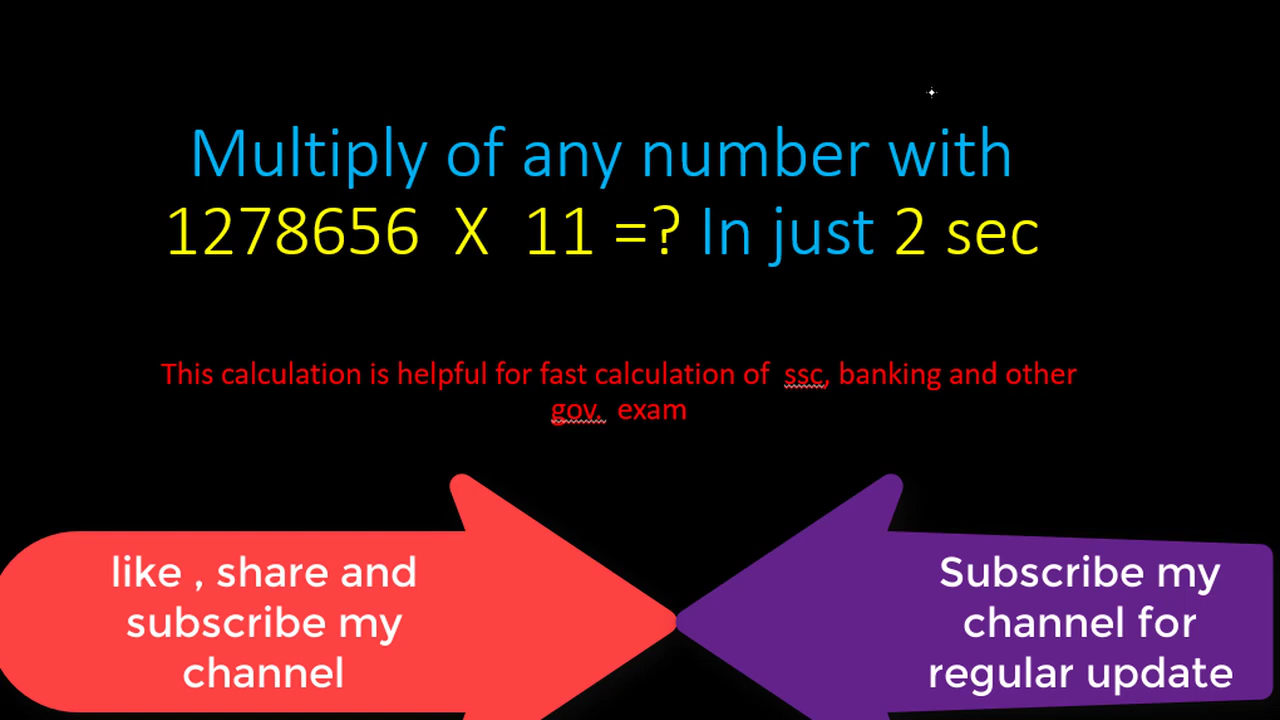 Multiply of any number with
1278656 X 11 =? In just 2 sec
This calculation is helpful for fast calculation of ssc, banking and other
gov. exam
like , share and
subscribe my
channel
Subscribe my
channel for
regular update